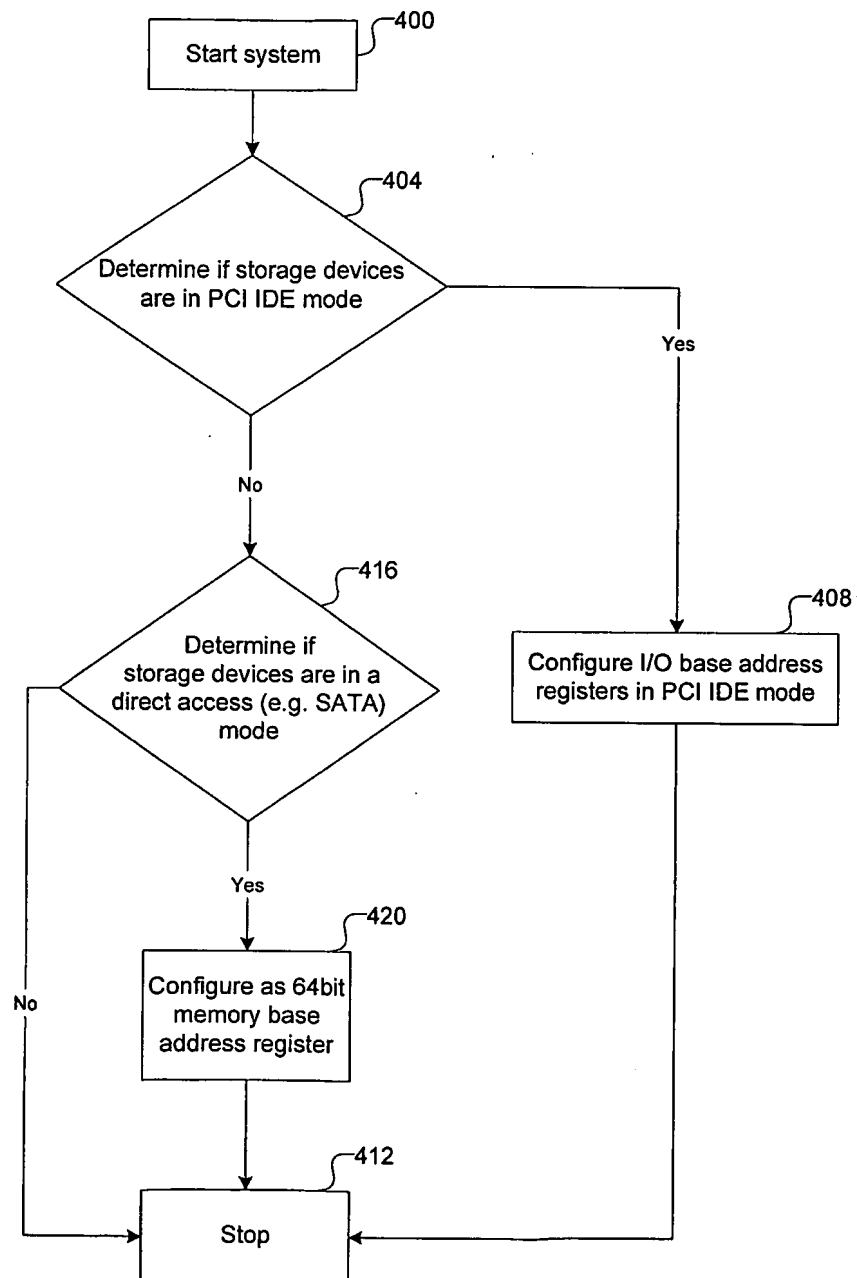 400
Start system
404
Determine if storage devices
are in PCI IDE mode
Yes
No
416
408
Determine if
storage devices are in a
direct access (e.g. SATA)
mode
Configure I/O base address
registers in PCI IDE mode
Yes
420
No
Configure as 64bit
memory base
address register
412
Stop